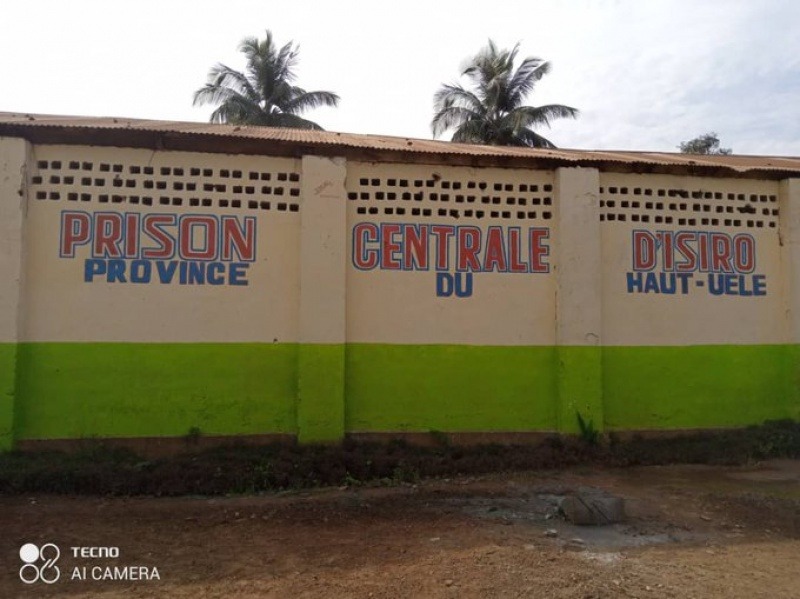 PRISON CENTRALE D'ISIRO
PROVINCE DU HAUT-UELE
TECNO
AI CAMERA